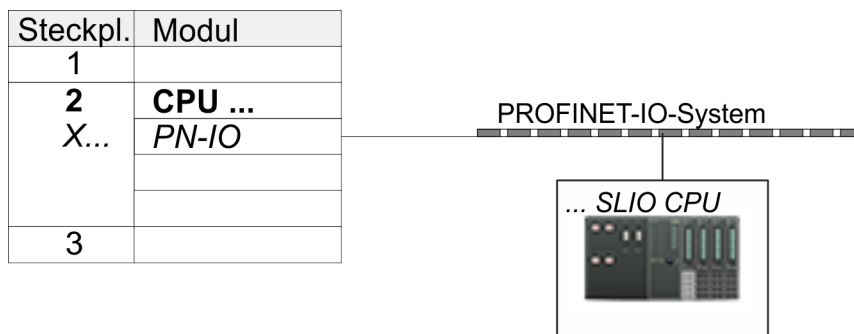 Steckpl. Modul
1
2 CPU ...
X... PN-IO
3
PROFINET-IO-System
... SLIO CPU